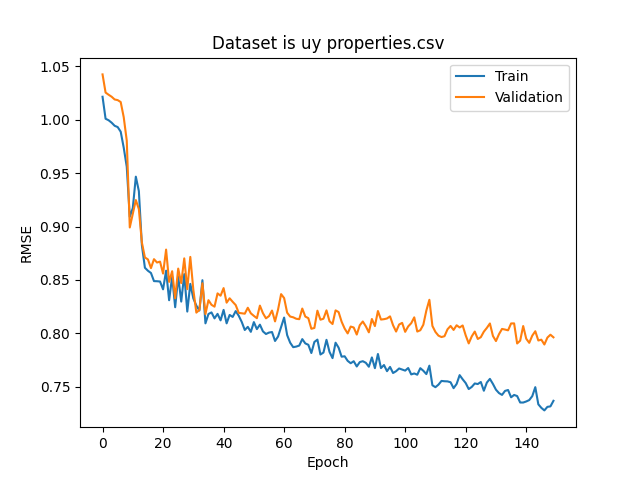 Dataset is uy properties.csv
Train
Validation
1.05
1.00
0.95
0.90
0.85
0.80
0.75
RMSE
0 20 40 60 80 100 120 140
Epoch